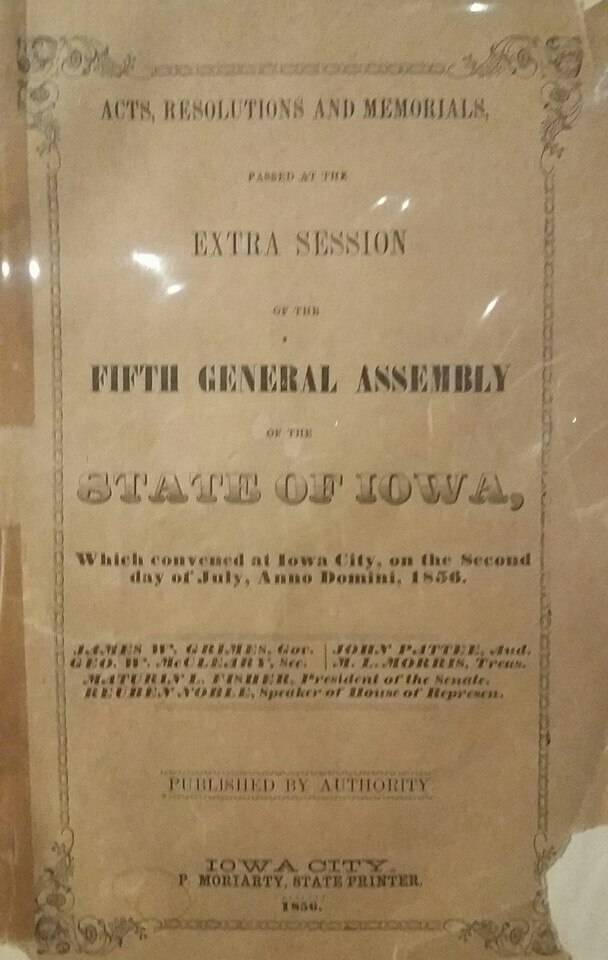 ACTS, RESOLUTIONS AND MEMORIALS,
PASSED AT THE
EXTRA SESSION
OF THE
FIFTH GENERAL ASSEMBLY
OF THE
STATE OF IOWA,
Which convened at Iowa City, on the Second
day of July, Anno Domini, 1856.
JAMES W. GRIMES, Gov. | JOHN PATTEE, Aud.
GEO. W. McCLEARY, Sec. | M. L. MORRIS, Treas.
MATURLN L. FISHER, President of the Senate.
REUBEN NOBLE, Speaker of House of Represen.
PUBLISHED BY AUTHORITY
IOWA CITY.
P. MORIARTY, STATE PRINTER.
1856.